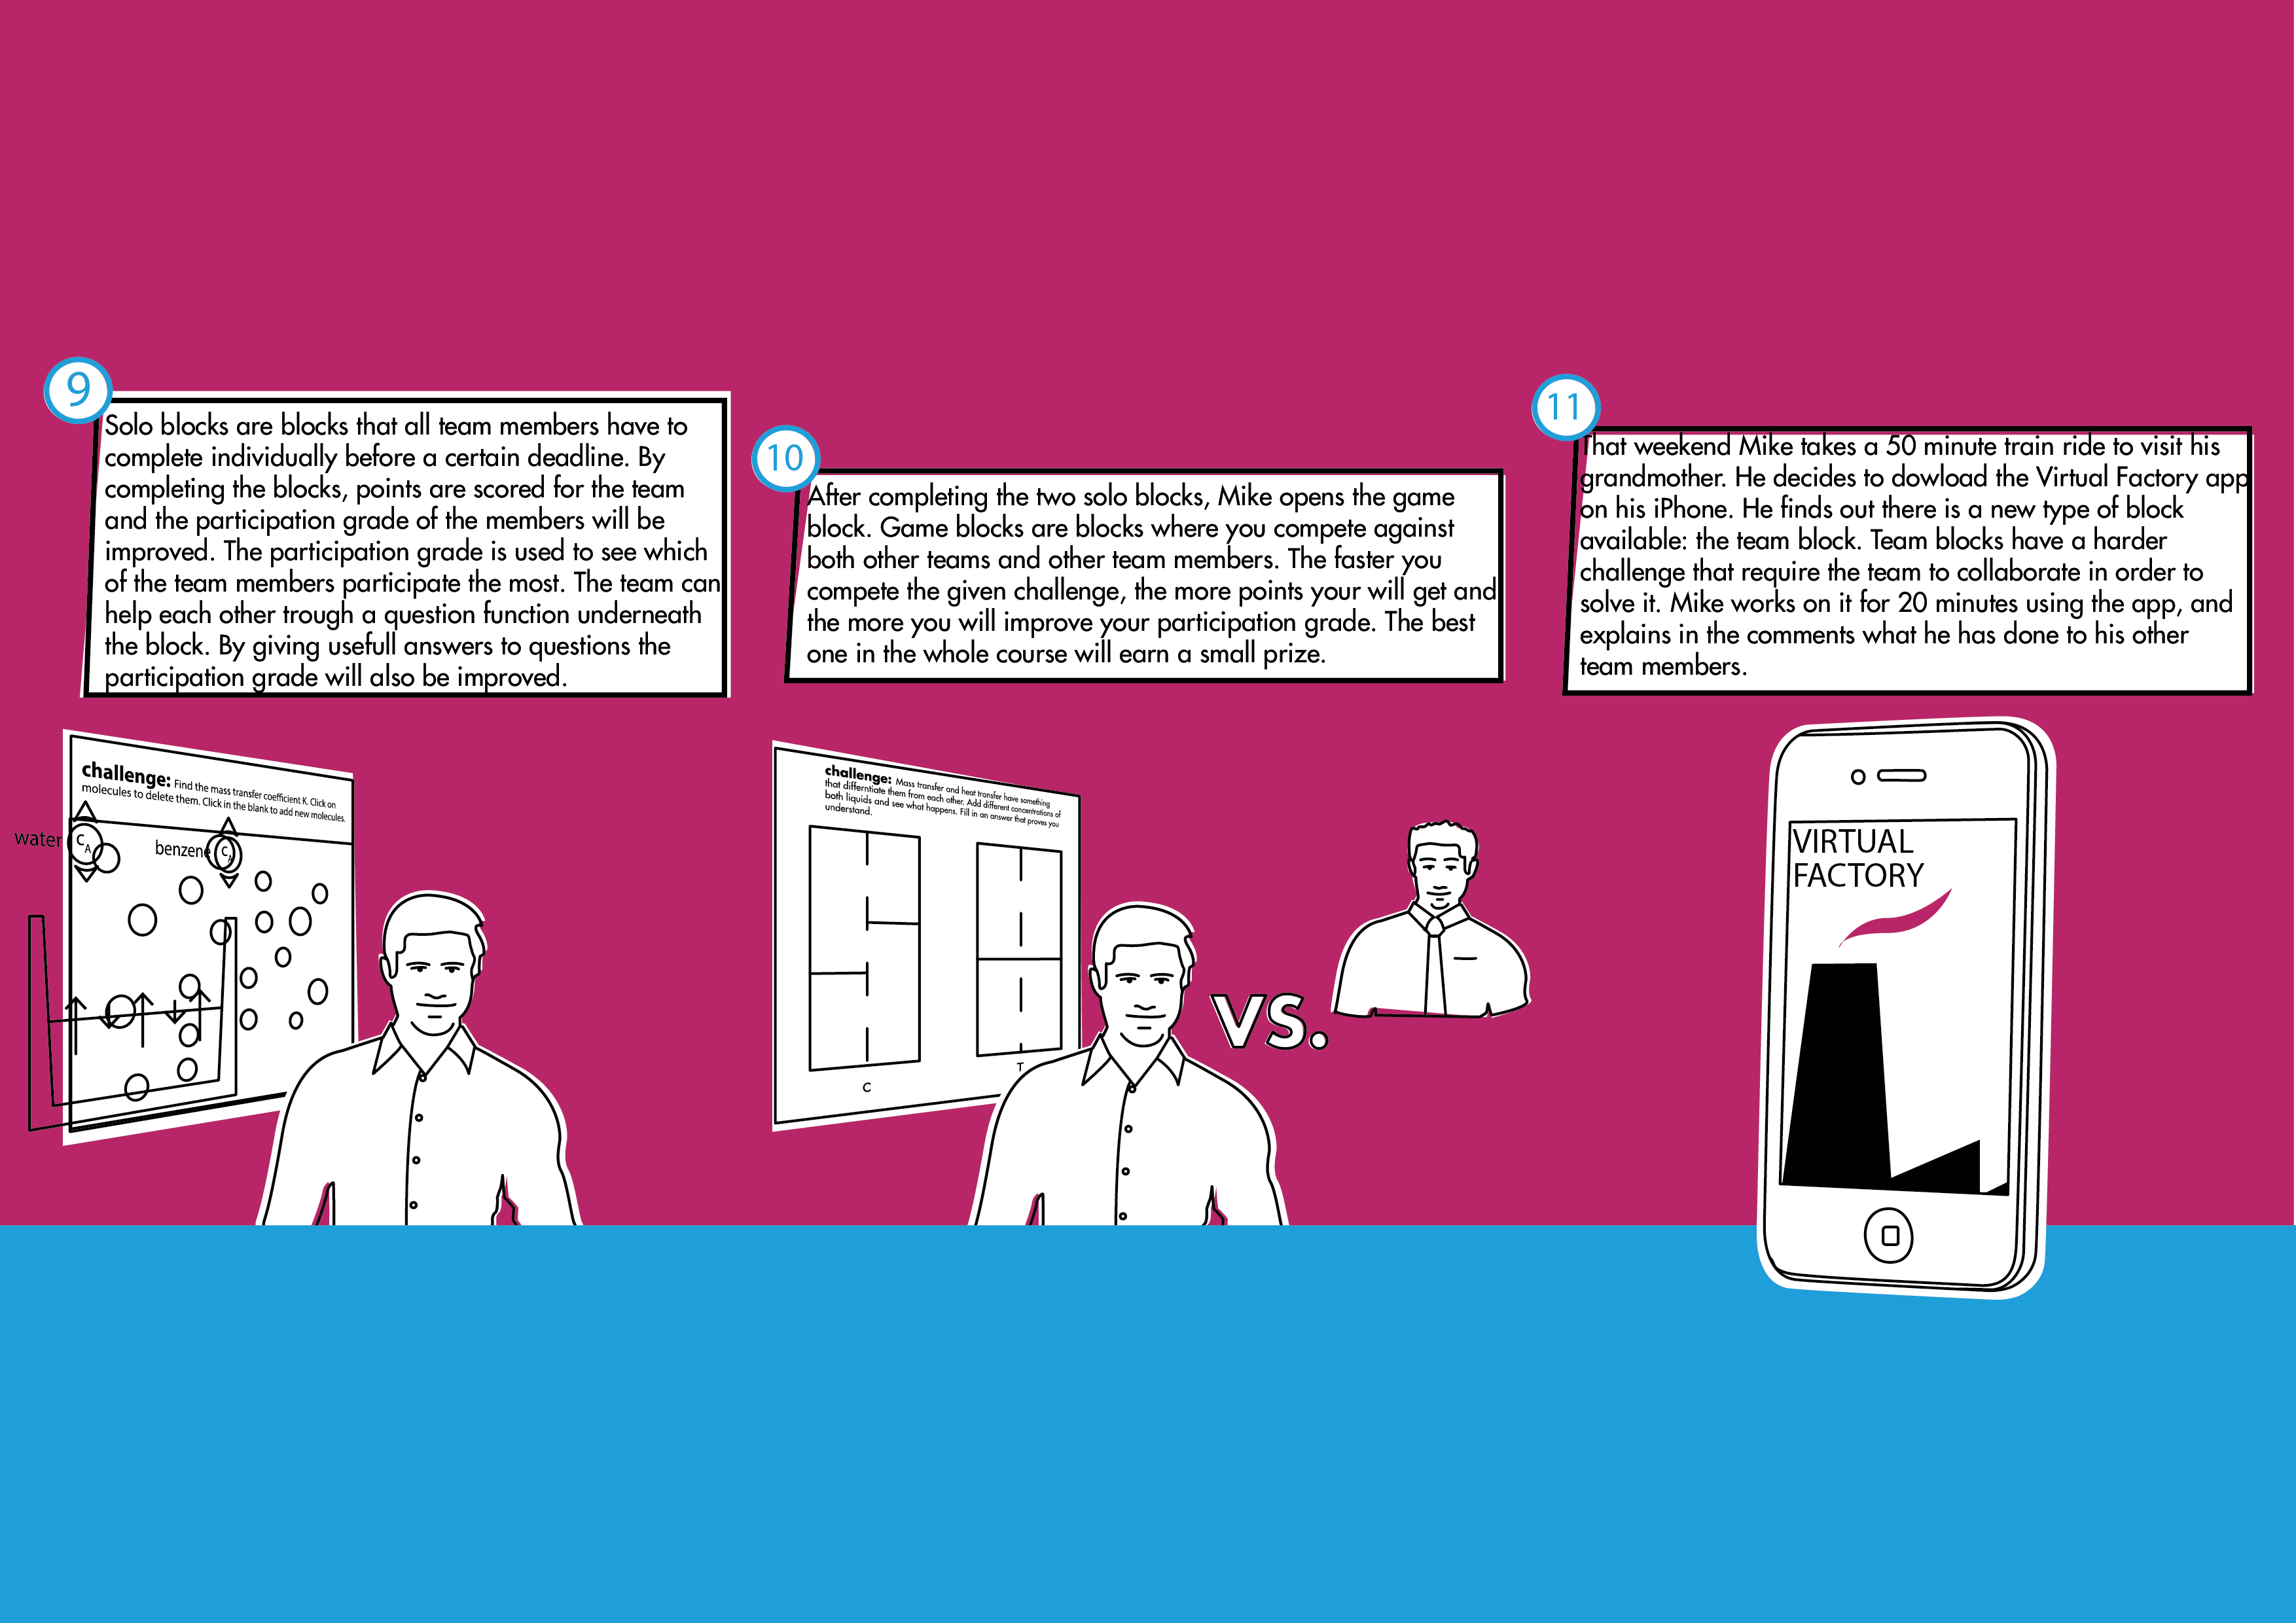 9
Solo blocks are blocks that all team members have to
complete individually before a certain deadline. By
completing the blocks, points are scored for the team
and the participation grade of the members will be
improved. The participation grade is used to see which
of the team members participate the most. The team can
help each other trough a question function underneath
the block. By giving usefull answers to questions the
participation grade will also be improved.
challenge: Find the mass transfer coefficient K. Click on
molecules to delete them. Click in the blank to add new molecules.
water
CA
benzene
CA
10
After completing the two solo blocks, Mike opens the game
block. Game blocks are blocks where you compete against
both other teams and other team members. The faster you
compete the given challenge, the more points your will get and
the more you will improve your participation grade. The best
one in the whole course will earn a small prize.
challenge: Mass transfer and heat transfer have something
that differntiate them from each other. Add different concentrations of
both liquids and see what happens. Fill in an answer that proves you
understand.
C
T
VS.
11
That weekend Mike takes a 50 minute train ride to visit his
grandmother. He decides to dowload the Virtual Factory app
on his iPhone. He finds out there is a new type of block
available: the team block. Team blocks have a harder
challenge that require the team to collaborate in order to
solve it. Mike works on it for 20 minutes using the app, and
explains in the comments what he has done to his other
team members.
VIRTUAL
FACTORY